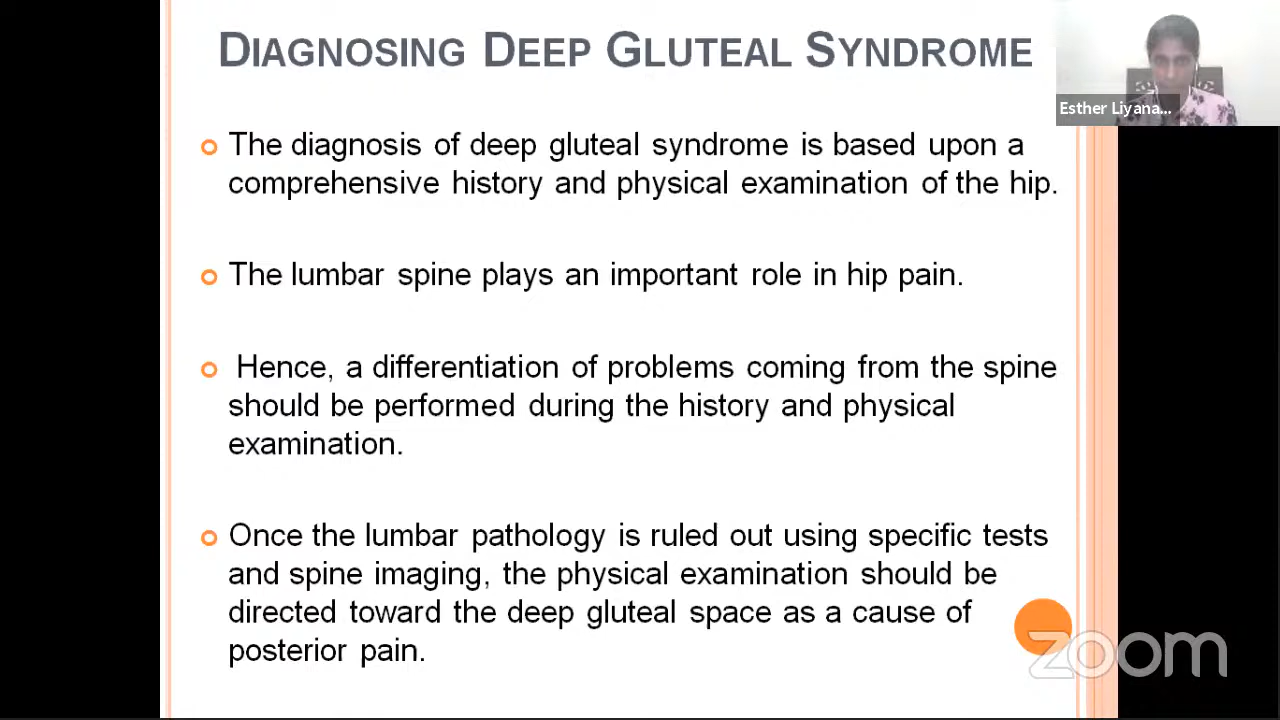 DIAGNOSING DEEP GLUTEAL SYNDROME
Esther Liyana...
The diagnosis of deep gluteal syndrome is based upon a
comprehensive history and physical examination of the hip.
The lumbar spine plays an important role in hip pain.
Hence, a differentiation of problems coming from the spine
should be performed during the history and physical
examination.
Once the lumbar pathology is ruled out using specific tests
and spine imaging, the physical examination should be
directed toward the deep gluteal space as a cause of
posterior pain.
zoom